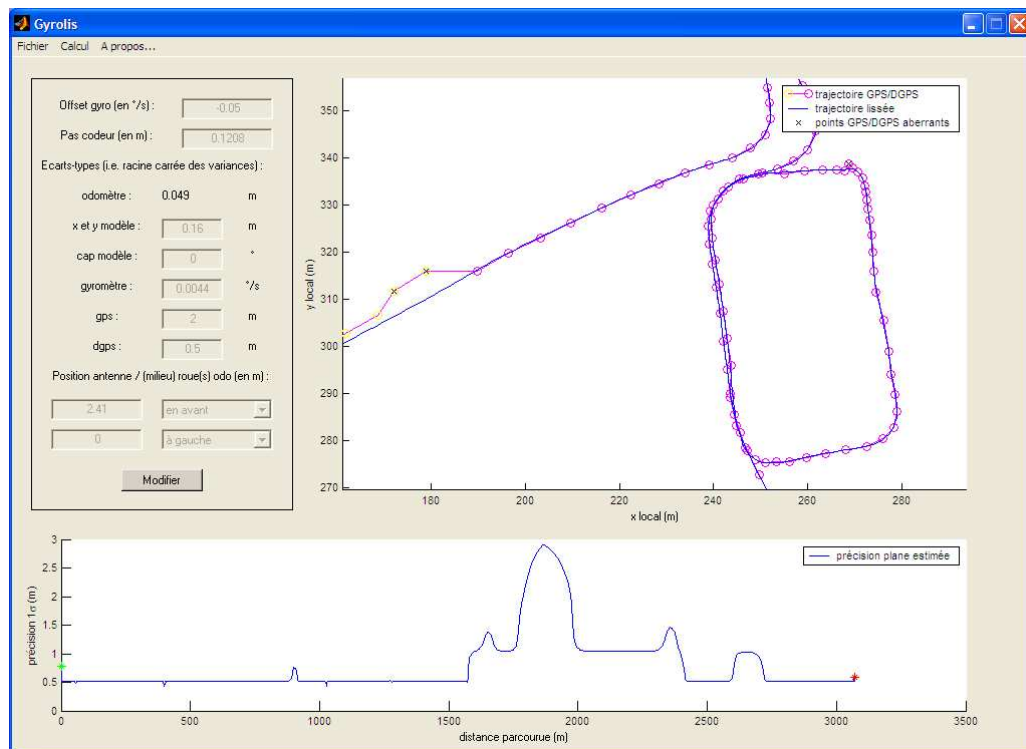 Gyrolis
Fichier Calcul A propos...
Offset gyro (en °/s) : -0.05
Pas codeur (en m) : 0.1208
Ecarts-types (i.e. racine carrée des variances) :
odomètre : 0.049 m
x et y modèle : 0.16 m
cap modèle : 0 °
gyromètre : 0.0044 °/s
gps : 2 m
dgps : 0.5 m
Position antenne / (milieu) roue(s) odo (en m) :
2.41 en avant
0 à gauche
Modifier
trajectoire GPS/DGPS
trajectoire lissée
points GPS/DGPS aberrants
y local (m)
350
340
330
320
310
300
290
280
270
180 200 220 240 260 280
x local (m)
précision plane estimée
précision 1σ (m)
3
2.5
2
1.5
1
0.5
0
0 500 1000 1500 2000 2500 3000 3500
distance parcourue (m)